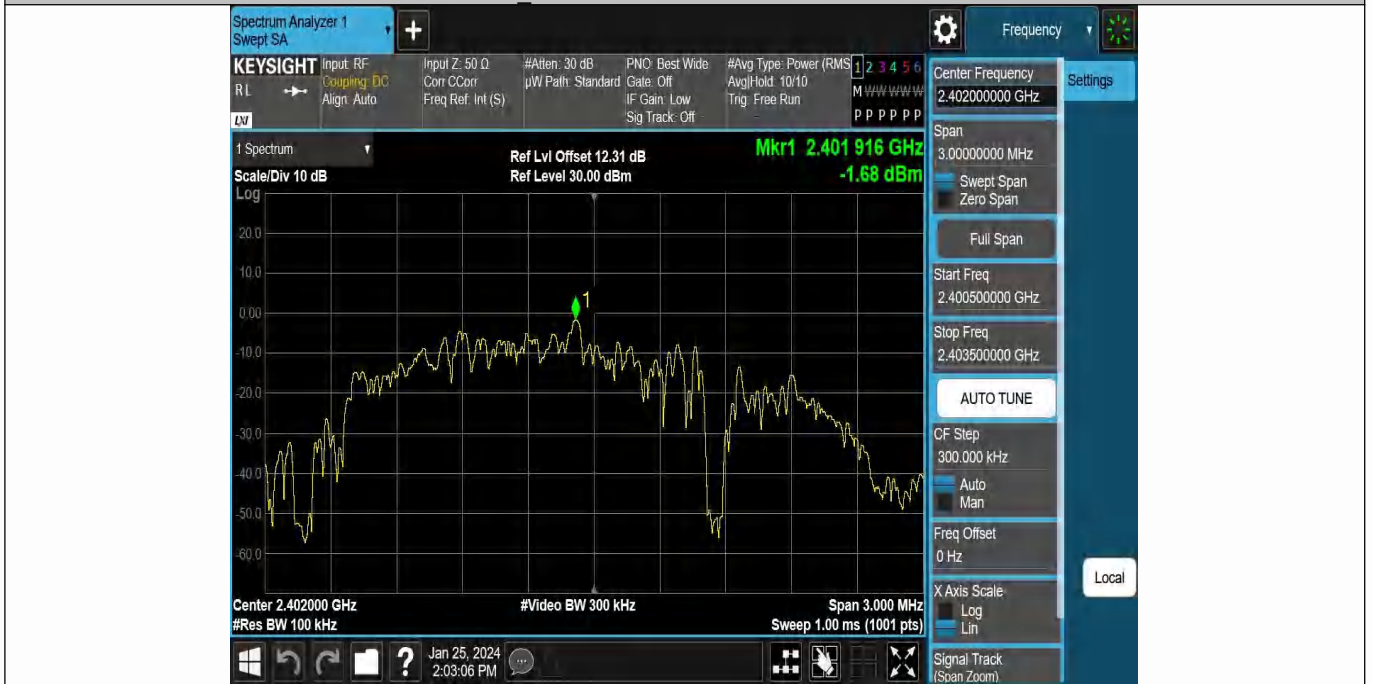 Spectrum Analyzer 1
Swept SA
+
Frequency
KEYSIGHT
R L
LXI
Input: RF
Coupling: DC
Align: Auto
Input Z: 50 Ω
Corr CCorr
Freq Ref: Int (S)
#Atten: 30 dB
µW Path: Standard
PNO: Best Wide
Gate: Off
IF Gain: Low
Sig Track: Off
#Avg Type: Power (RMS
Avg|Hold: 10/10
Trig: Free Run
1 2 3 4 5 6
M W W W W W
P P P P P P
1 Spectrum
Scale/Div 10 dB
Ref Lvl Offset 12.31 dB
Ref Level 30.00 dBm
Mkr1 2.401 916 GHz
-1.68 dBm
Log
20.0
10.0
0.00
-10.0
-20.0
-30.0
-40.0
-50.0
-60.0
1
Center 2.402000 GHz
#Res BW 100 kHz
#Video BW 300 kHz
Span 3.000 MHz
Sweep 1.00 ms (1001 pts)
Center Frequency
2.402000000 GHz
Settings
Span
3.00000000 MHz
Swept Span
Zero Span
Full Span
Start Freq
2.400500000 GHz
Stop Freq
2.403500000 GHz
AUTO TUNE
CF Step
300.000 kHz
Auto
Man
Freq Offset
0 Hz
X Axis Scale
Log
Lin
Local
Signal Track
(Span Zoom)
?
Jan 25, 2024
2:03:06 PM